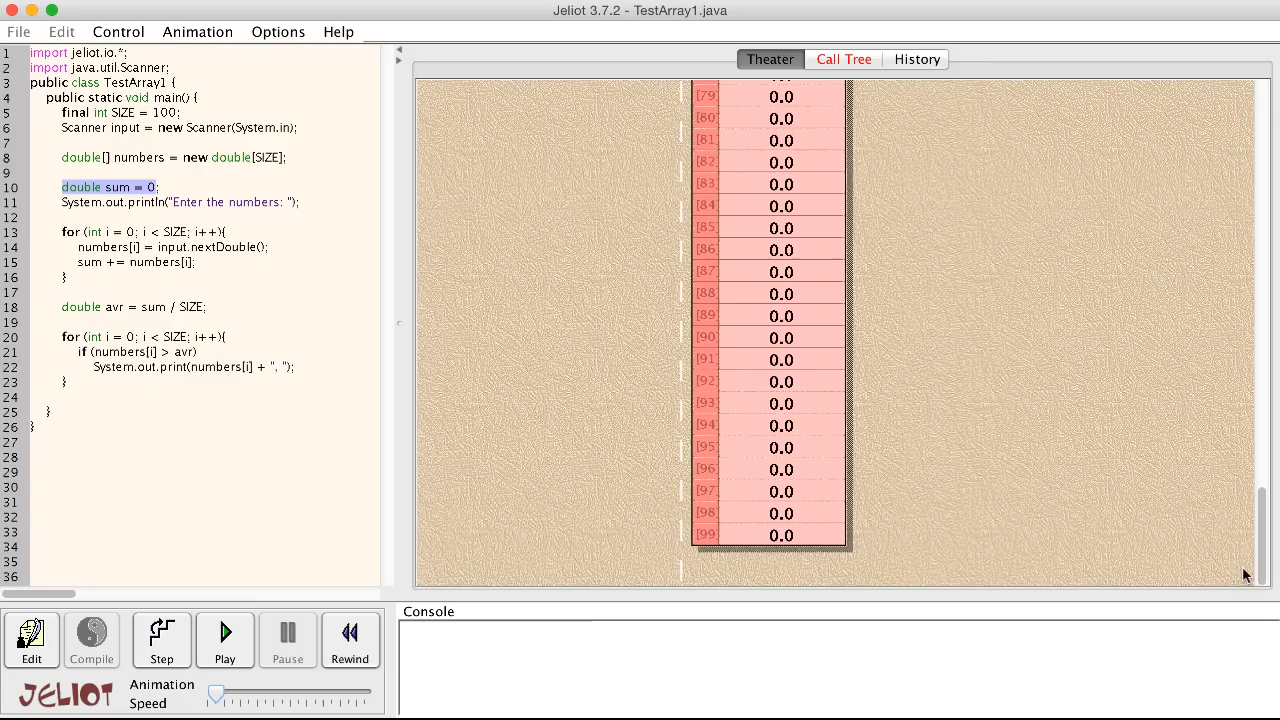 Jeliot 3.7.2 - TestArray1.java
File Edit Control Animation Options Help
Theater Call Tree History
1 import jeliot.io.*;
2 import java.util.Scanner;
3 public class TestArray1 {
4 public static void main() {
5 final int SIZE = 100;
6 Scanner input = new Scanner(System.in);
7
8 double[] numbers = new double[SIZE];
9
10 double sum = 0;
11 System.out.println("Enter the numbers: ");
12
13 for (int i = 0; i < SIZE; i++){
14 numbers[i] = input.nextDouble();
15 sum += numbers[i];
16 }
17
18 double avr = sum / SIZE;
19
20 for (int i = 0; i < SIZE; i++){
21 if (numbers[i] > avr)
22 System.out.print(numbers[i] + ", ");
23 }
24
25 }
26 }
27
28
29
30
31
32
33
34
35
36
[79] 0.0
[80] 0.0
[81] 0.0
[82] 0.0
[83] 0.0
[84] 0.0
[85] 0.0
[86] 0.0
[87] 0.0
[88] 0.0
[89] 0.0
[90] 0.0
[91] 0.0
[92] 0.0
[93] 0.0
[94] 0.0
[95] 0.0
[96] 0.0
[97] 0.0
[98] 0.0
[99] 0.0
Edit Compile Step Play Pause Rewind
JELIOT
Animation
Speed
Console